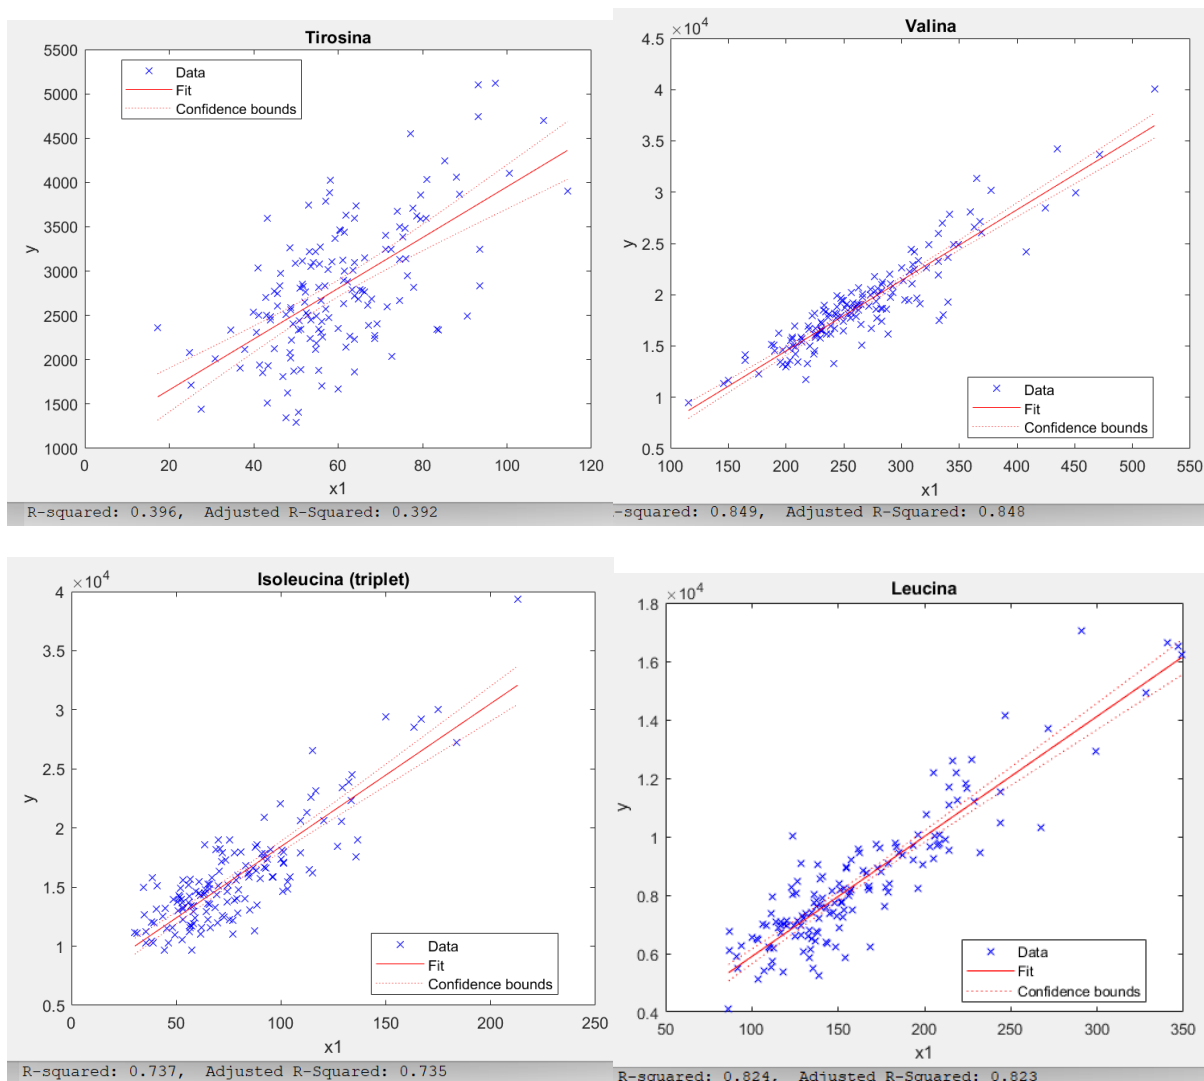 Tirosina
5500
5000
4500
4000
3500
3000
2500
2000
1500
1000
y
Data
Fit
Confidence bounds
0 20 40 60 80 100 120
x1
R-squared: 0.396, Adjusted R-Squared: 0.392
Valina
×10⁴
4.5
4
3.5
3
2.5
2
1.5
1
0.5
y
Data
Fit
Confidence bounds
100 150 200 250 300 350 400 450 500 550
x1
-squared: 0.849, Adjusted R-Squared: 0.848
Isoleucina (triplet)
×10⁴
4
3.5
3
2.5
2
1.5
1
0.5
y
Data
Fit
Confidence bounds
0 50 100 150 200 250
x1
R-squared: 0.737, Adjusted R-Squared: 0.735
Leucina
×10⁴
1.8
1.6
1.4
1.2
1
0.8
0.6
0.4
y
Data
Fit
Confidence bounds
50 100 150 200 250 300 350
x1
R-squared: 0.824, Adjusted R-Squared: 0.823